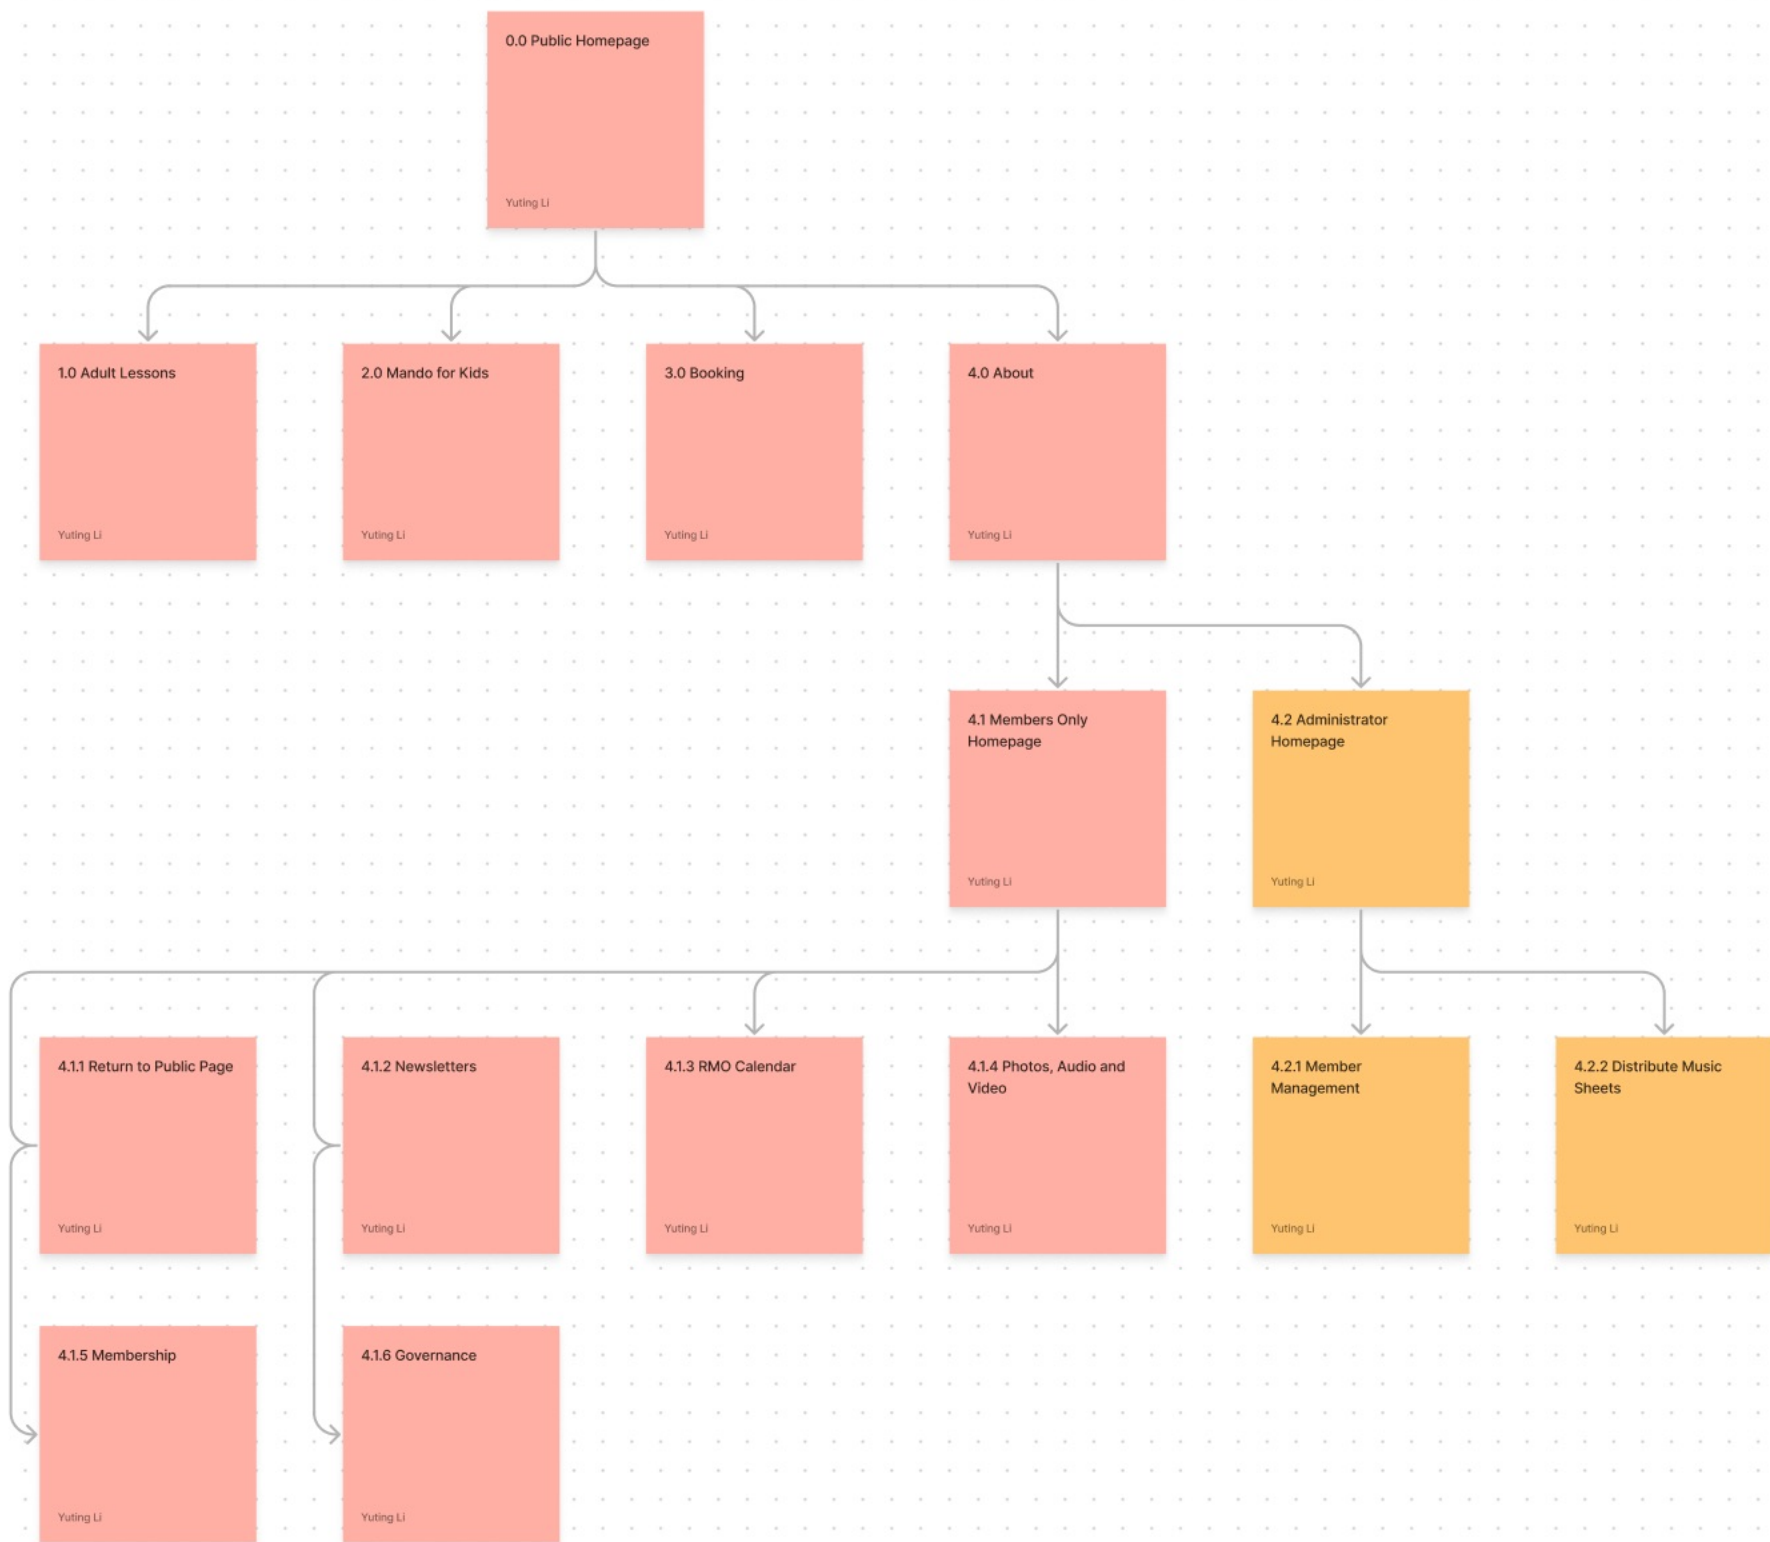 0.0 Public Homepage
Yuting Li
1.0 Adult Lessons
Yuting Li
2.0 Mando for Kids
Yuting Li
3.0 Booking
Yuting Li
4.0 About
Yuting Li
4.1 Members Only
Homepage
Yuting Li
4.2 Administrator
Homepage
Yuting Li
4.1.1 Return to Public Page
Yuting Li
4.1.2 Newsletters
Yuting Li
4.1.3 RMO Calendar
Yuting Li
4.1.4 Photos, Audio and
Video
Yuting Li
4.2.1 Member
Management
Yuting Li
4.2.2 Distribute Music
Sheets
Yuting Li
4.1.5 Membership
Yuting Li
4.1.6 Governance
Yuting Li